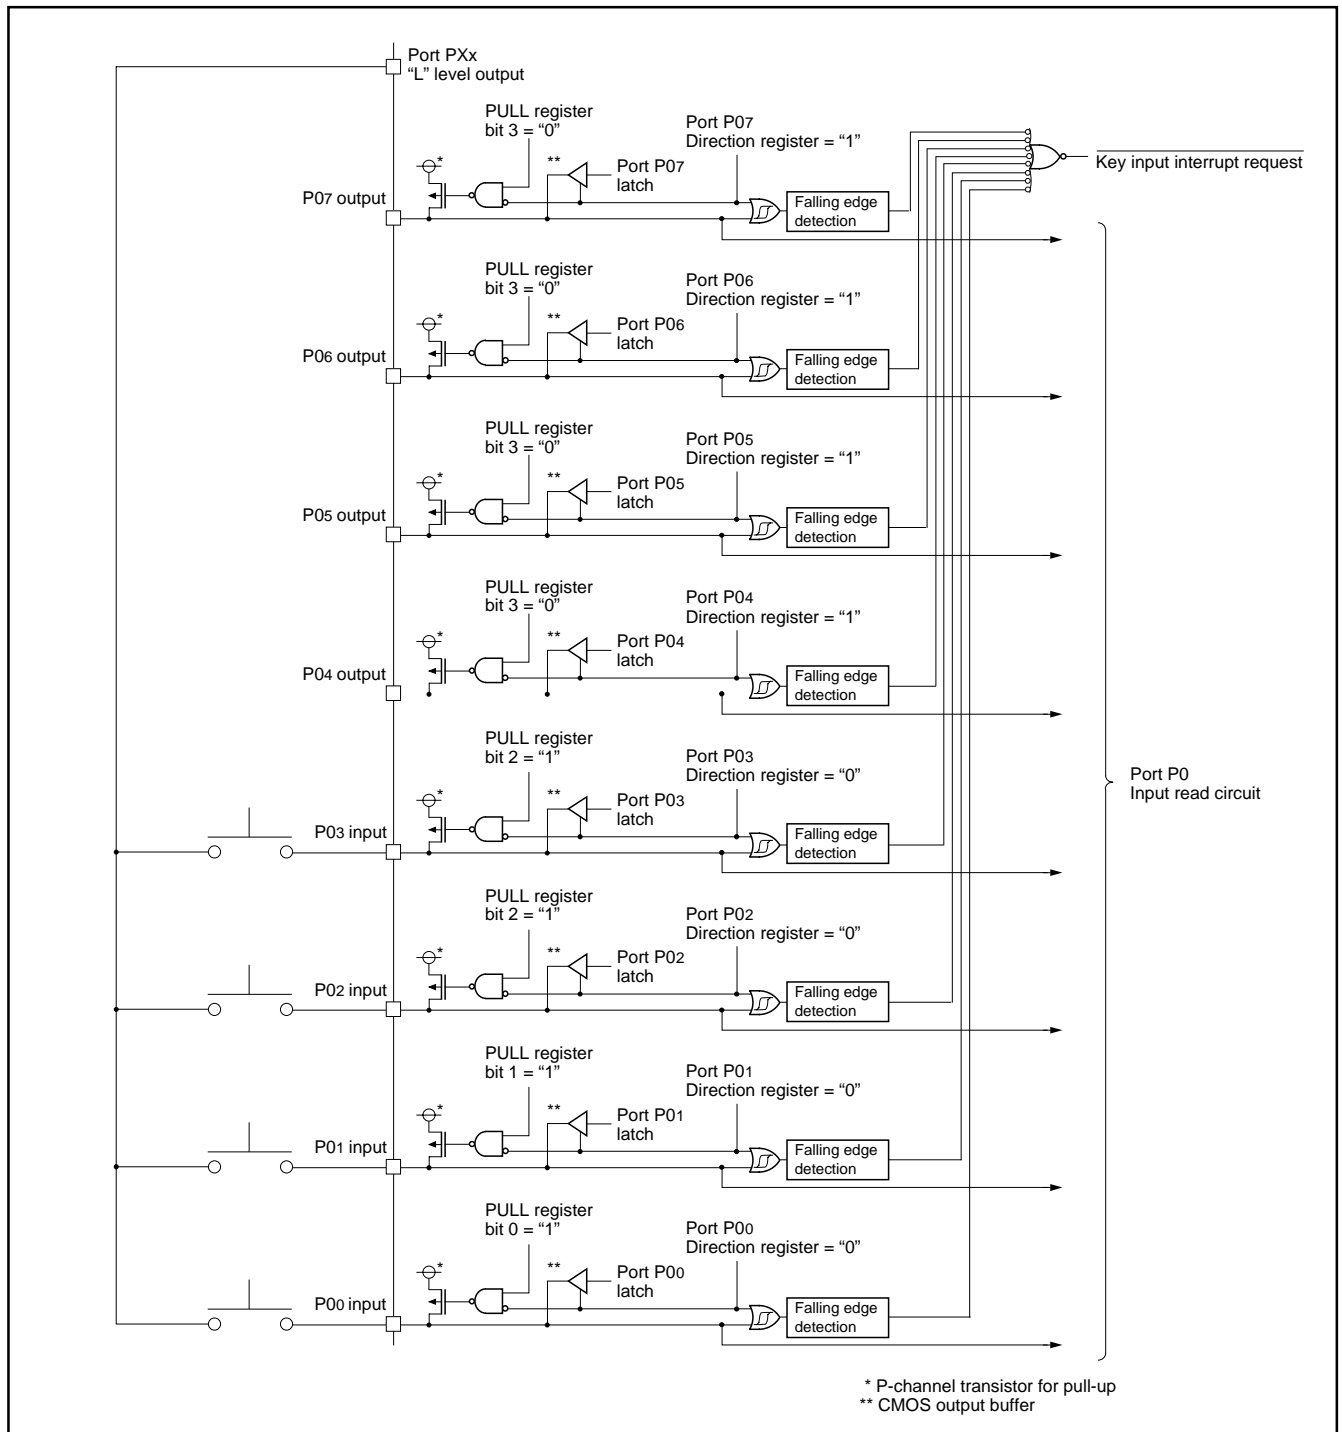 Port PXx
“L” level output
PULL register
bit 3 = “0”
Port P07
Direction register = “1”
*
**
Port P07
latch
Key input interrupt request
P07 output
Falling edge
detection
PULL register
bit 3 = “0”
Port P06
Direction register = “1”
*
**
Port P06
latch
P06 output
Falling edge
detection
PULL register
bit 3 = “0”
Port P05
Direction register = “1”
*
**
Port P05
latch
P05 output
Falling edge
detection
PULL register
bit 3 = “0”
Port P04
Direction register = “1”
*
**
Port P04
latch
P04 output
Falling edge
detection
PULL register
bit 2 = “1”
Port P03
Direction register = “0”
*
**
Port P03
latch
Port P0
Input read circuit
P03 input
Falling edge
detection
PULL register
bit 2 = “1”
Port P02
Direction register = “0”
*
**
Port P02
latch
P02 input
Falling edge
detection
PULL register
bit 1 = “1”
Port P01
Direction register = “0”
*
**
Port P01
latch
P01 input
Falling edge
detection
PULL register
bit 0 = “1”
Port P00
Direction register = “0”
*
**
Port P00
latch
P00 input
Falling edge
detection
* P-channel transistor for pull-up
** CMOS output buffer